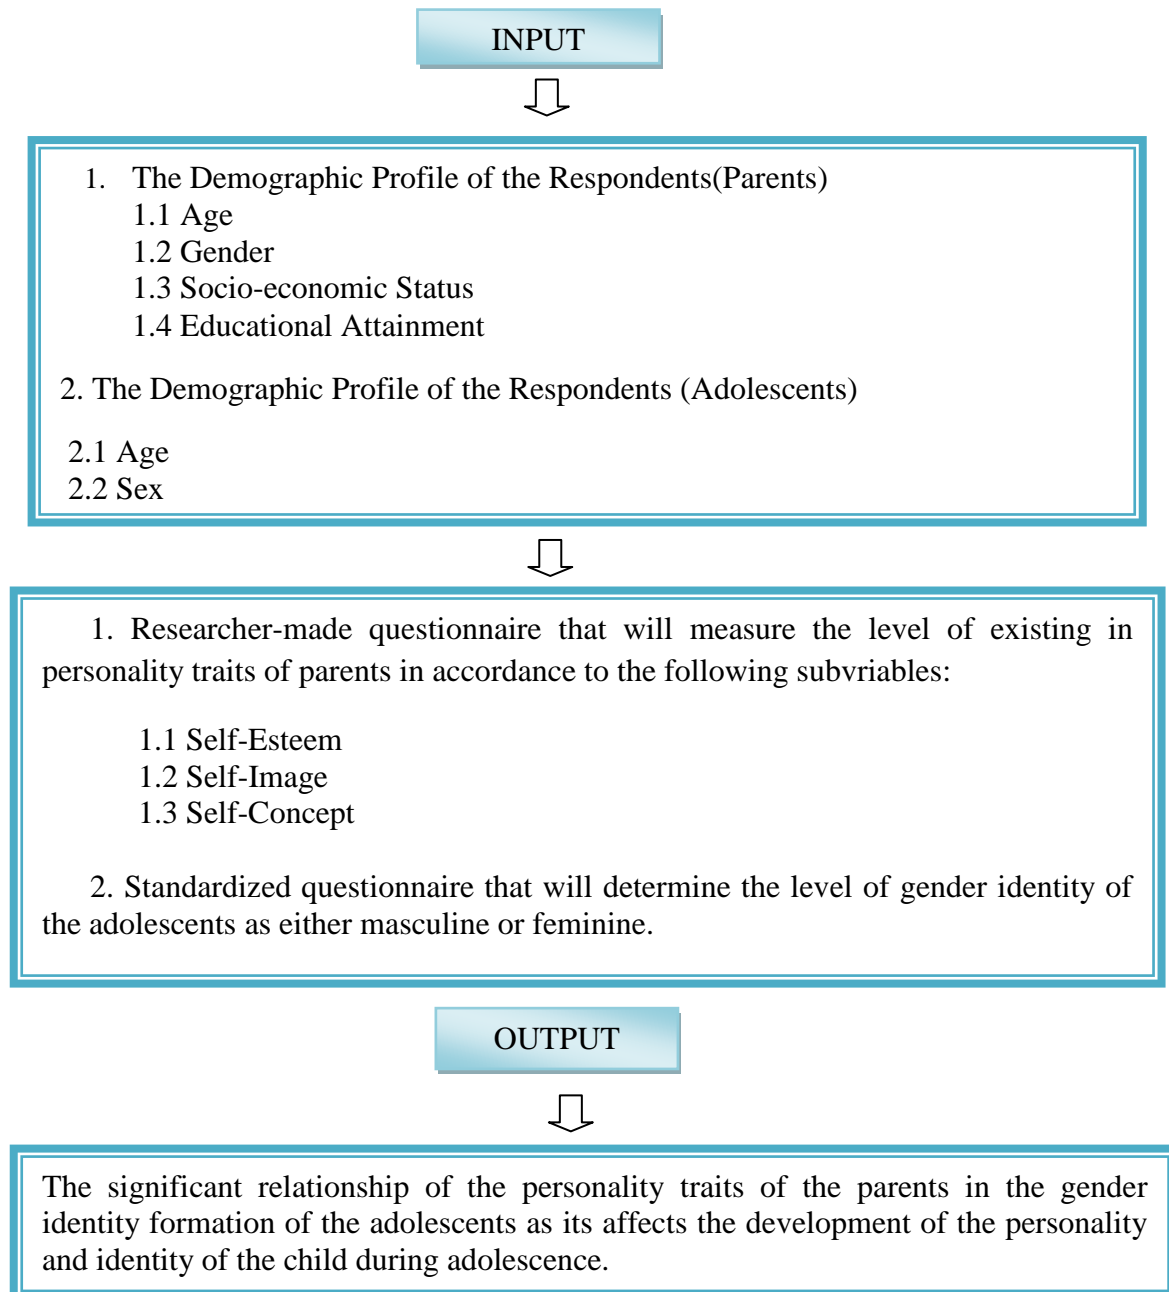 INPUT
1. The Demographic Profile of the Respondents(Parents)
1.1 Age
1.2 Gender
1.3 Socio-economic Status
1.4 Educational Attainment
2. The Demographic Profile of the Respondents (Adolescents)
2.1 Age
2.2 Sex
1. Researcher-made questionnaire that will measure the level of existing in
personality traits of parents in accordance to the following subvriables:
1.1 Self-Esteem
1.2 Self-Image
1.3 Self-Concept
2. Standardized questionnaire that will determine the level of gender identity of
the adolescents as either masculine or feminine.
OUTPUT
The significant relationship of the personality traits of the parents in the gender
identity formation of the adolescents as its affects the development of the personality
and identity of the child during adolescence.